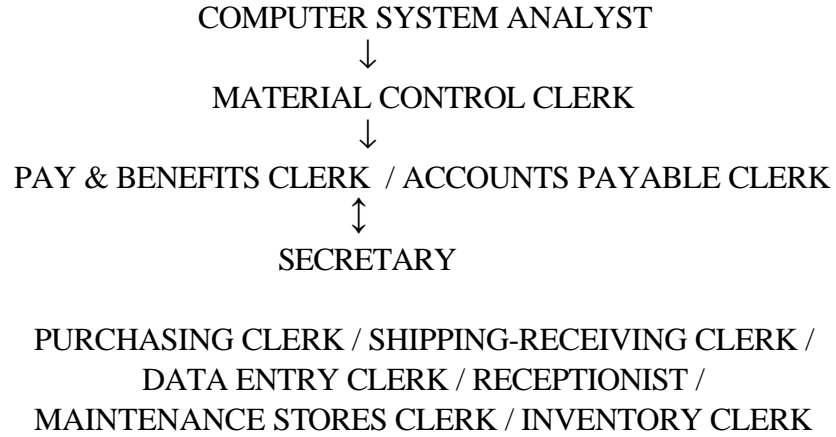 COMPUTER SYSTEM ANALYST
↓
MATERIAL CONTROL CLERK
↓
PAY & BENEFITS CLERK / ACCOUNTS PAYABLE CLERK
↕
SECRETARY
PURCHASING CLERK / SHIPPING-RECEIVING CLERK /
DATA ENTRY CLERK / RECEPTIONIST /
MAINTENANCE STORES CLERK / INVENTORY CLERK